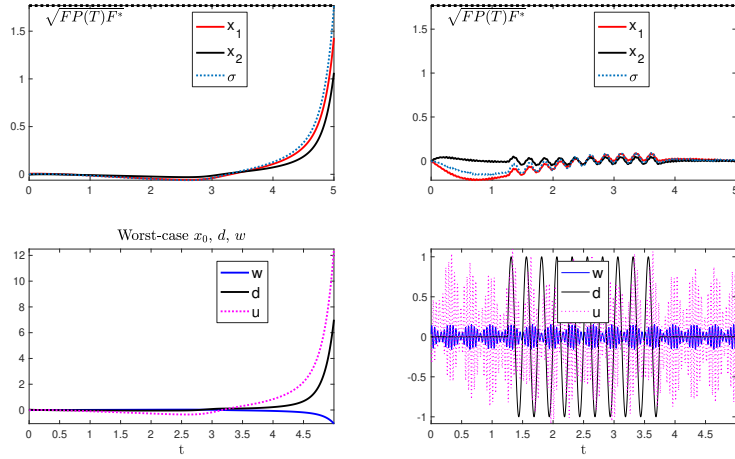 √FP(T)F*
x₁
x₂
σ
1.5
1
0.5
0
0 1 2 3 4 5
√FP(T)F*
x₁
x₂
σ
1.5
1
0.5
0
0 1 2 3 4 5
Worst-case x₀, d, w
w
d
u
12
10
8
6
4
2
0
0 0.5 1 1.5 2 2.5 3 3.5 4 4.5
t
w
d
u
1
0.5
0
-0.5
-1
0 0.5 1 1.5 2 2.5 3 3.5 4 4.5 5
t